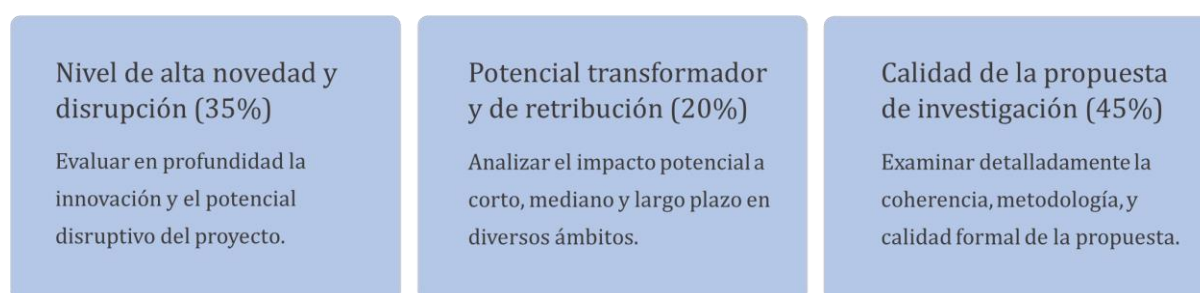 Nivel de alta novedad y
disrupción (35%)
Evaluar en profundidad la
innovación y el potencial
disruptivo del proyecto.
Potencial transformador
y de retribución (20%)
Analizar el impacto potencial a
corto, mediano y largo plazo en
diversos ámbitos.
Calidad de la propuesta
de investigación (45%)
Examinar detalladamente la
coherencia, metodología, y
calidad formal de la propuesta.